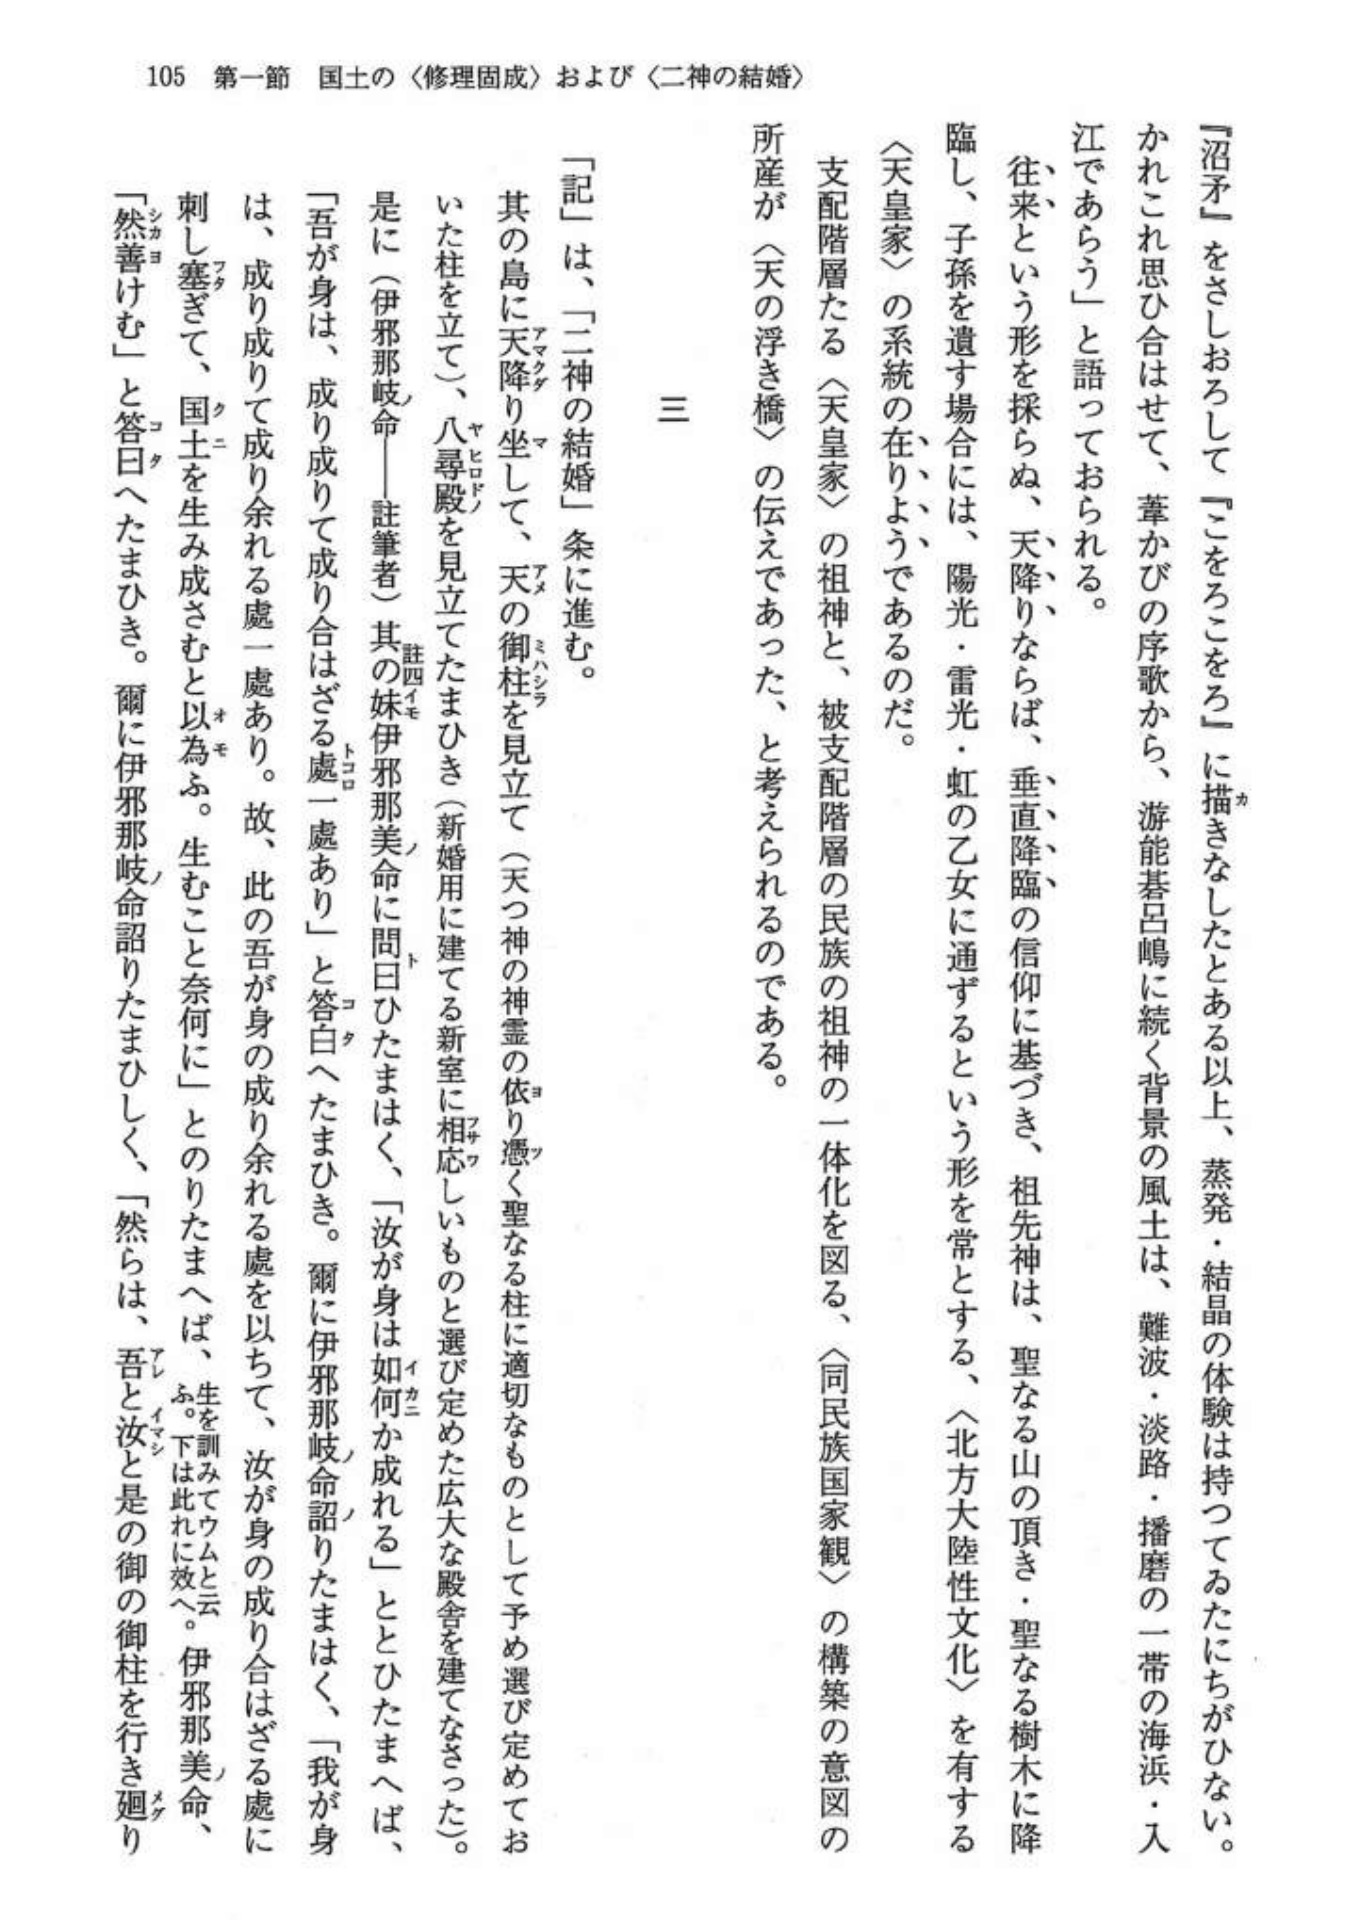 105　第一節　国土の〈修理固成〉および〈二神の結婚〉
『沼矛』をさしおろして『こをろこをろ』に描きなしたとある以上、蒸発・結晶の体験は持つてゐたにちがひない。
かれこれ思ひ合はせて、葦かびの序歌から、游能碁呂嶋に続く背景の風土は、難波・淡路・播磨の一帯の海浜・入
江であらう」と語っておられる。
　往来という形を採らぬ、天降りならば、垂直降臨の信仰に基づき、祖先神は、聖なる山の頂き・聖なる樹木に降
臨し、子孫を遺す場合には、陽光・雷光・虹の乙女に通ずるという形を常とする、〈北方大陸性文化〉を有する
〈天皇家〉の系統の在りようであるのだ。
　支配階層たる〈天皇家〉の祖神と、被支配階層の民族の祖神の一体化を図る、〈同民族国家観〉の構築の意図の
所産が〈天の浮き橋〉の伝えであった、と考えられるのである。
三
「記」は、「二神の結婚」条に進む。
其の島に天降り坐して、天の御柱を見立て（天つ神の神霊の依り憑く聖なる柱に適切なものとして予め選び定めてお
いた柱を立て）、八尋殿を見立てたまひき（新婚用に建てる新室に相応しいものと選び定めた広大な殿舎を建てなさった）。
是に（伊邪那岐命――註筆者）其の妹伊邪那美命に問曰ひたまはく、「汝が身は如何か成れる」ととひたまへば、
「吾が身は、成り成りて成り合はざる處一處あり」と答白へたまひき。爾に伊邪那岐命詔りたまはく、「我が身
は、成り成りて成り余れる處一處あり。故、此の吾が身の成り余れる處を以ちて、汝が身の成り合はざる處に
刺し塞ぎて、国土を生み成さむと以為ふ。生むこと奈何に」とのりたまへば、生を訓みてウムと云ふ。下は此れに效へ。伊邪那美命、
「然善けむ」と答曰へたまひき。爾に伊邪那岐命詔りたまひしく、「然らは、吾と汝と是の御の御柱を行き廻り